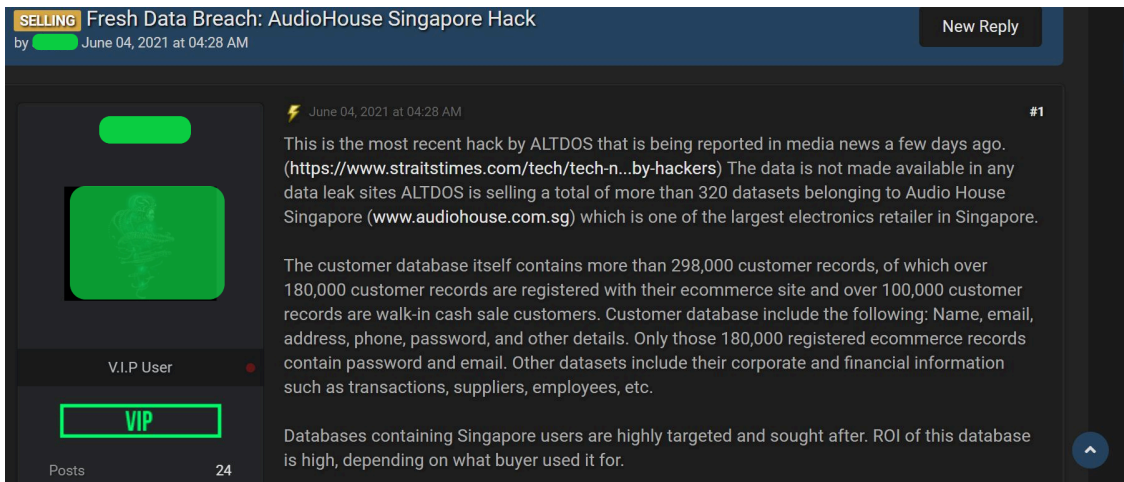 SELLING Fresh Data Breach: AudioHouse Singapore Hack
by June 04, 2021 at 04:28 AM
New Reply
June 04, 2021 at 04:28 AM
#1
This is the most recent hack by ALTDOS that is being reported in media news a few days ago.
(https://www.straitstimes.com/tech/tech-n...by-hackers) The data is not made available in any
data leak sites ALTDOS is selling a total of more than 320 datasets belonging to Audio House
Singapore (www.audiohouse.com.sg) which is one of the largest electronics retailer in Singapore.
The customer database itself contains more than 298,000 customer records, of which over
180,000 customer records are registered with their ecommerce site and over 100,000 customer
records are walk-in cash sale customers. Customer database include the following: Name, email,
address, phone, password, and other details. Only those 180,000 registered ecommerce records
contain password and email. Other datasets include their corporate and financial information
such as transactions, suppliers, employees, etc.
Databases containing Singapore users are highly targeted and sought after. ROI of this database
is high, depending on what buyer used it for.
V.I.P User
VIP
Posts 24